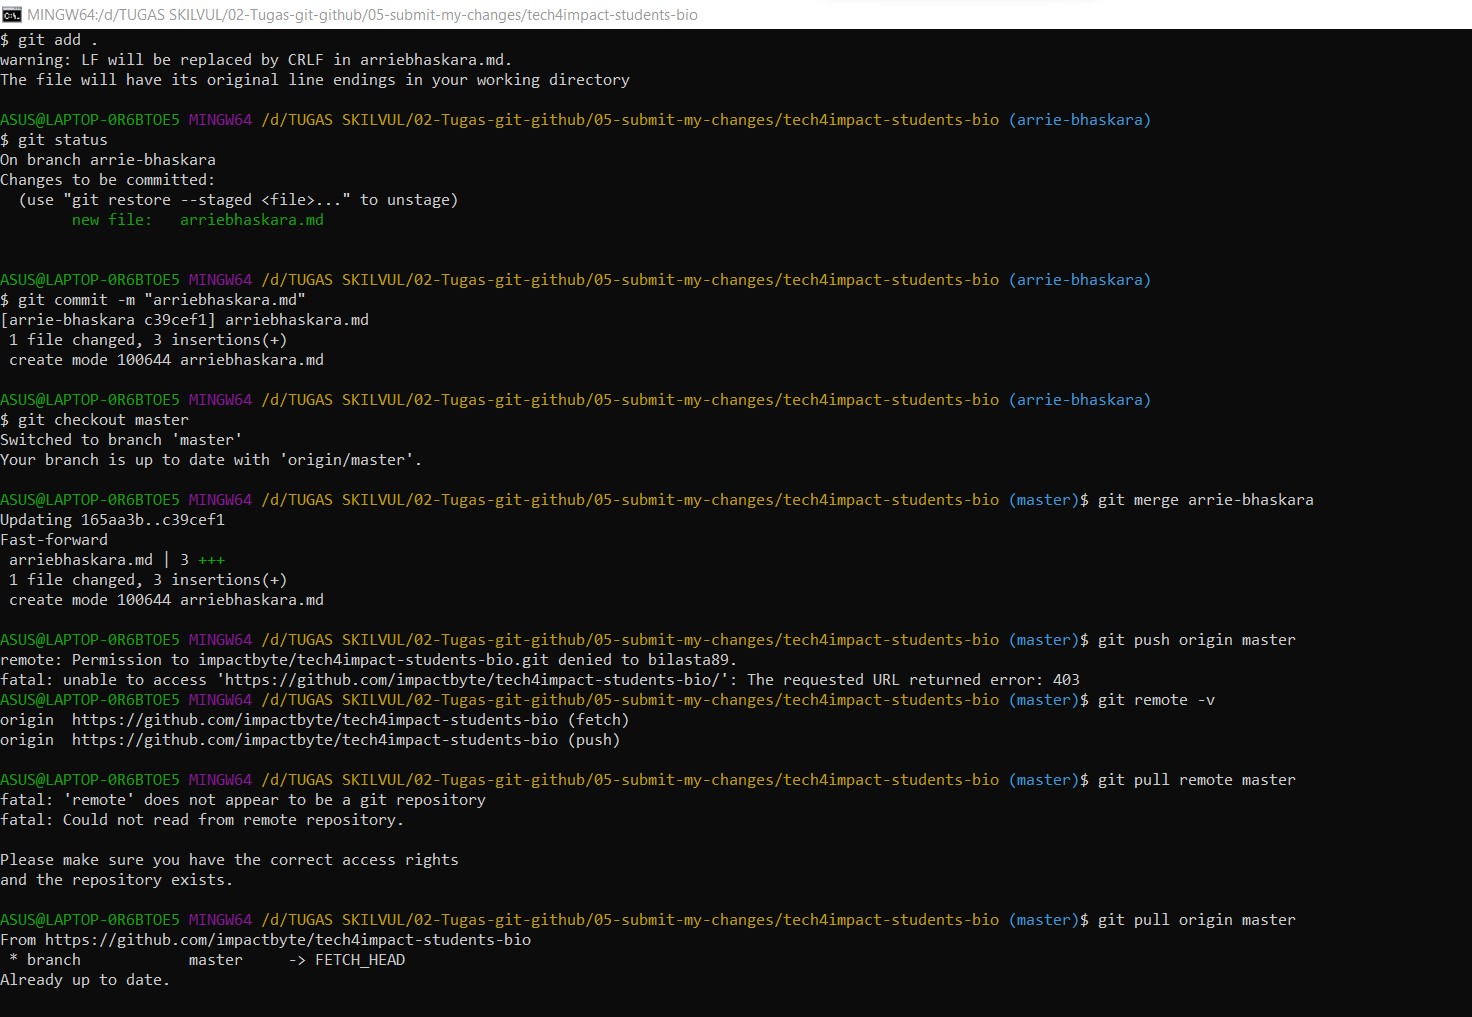 MINGW64:/d/TUGAS SKILVUL/02-Tugas-git-github/05-submit-my-changes/tech4impact-students-bio
$ git add .
warning: LF will be replaced by CRLF in arriebhaskara.md.
The file will have its original line endings in your working directory
ASUS@LAPTOP-0R6BTOE5 MINGW64 /d/TUGAS SKILVUL/02-Tugas-git-github/05-submit-my-changes/tech4impact-students-bio (arrie-bhaskara)
$ git status
On branch arrie-bhaskara
Changes to be committed:
  (use "git restore --staged <file>..." to unstage)
        new file:   arriebhaskara.md
ASUS@LAPTOP-0R6BTOE5 MINGW64 /d/TUGAS SKILVUL/02-Tugas-git-github/05-submit-my-changes/tech4impact-students-bio (arrie-bhaskara)
$ git commit -m "arriebhaskara.md"
[arrie-bhaskara c39cef1] arriebhaskara.md
 1 file changed, 3 insertions(+)
 create mode 100644 arriebhaskara.md
ASUS@LAPTOP-0R6BTOE5 MINGW64 /d/TUGAS SKILVUL/02-Tugas-git-github/05-submit-my-changes/tech4impact-students-bio (arrie-bhaskara)
$ git checkout master
Switched to branch 'master'
Your branch is up to date with 'origin/master'.
ASUS@LAPTOP-0R6BTOE5 MINGW64 /d/TUGAS SKILVUL/02-Tugas-git-github/05-submit-my-changes/tech4impact-students-bio (master)$ git merge arrie-bhaskara
Updating 165aa3b..c39cef1
Fast-forward
 arriebhaskara.md | 3 +++
 1 file changed, 3 insertions(+)
 create mode 100644 arriebhaskara.md
ASUS@LAPTOP-0R6BTOE5 MINGW64 /d/TUGAS SKILVUL/02-Tugas-git-github/05-submit-my-changes/tech4impact-students-bio (master)$ git push origin master
remote: Permission to impactbyte/tech4impact-students-bio.git denied to bilasta89.
fatal: unable to access 'https://github.com/impactbyte/tech4impact-students-bio/': The requested URL returned error: 403
ASUS@LAPTOP-0R6BTOE5 MINGW64 /d/TUGAS SKILVUL/02-Tugas-git-github/05-submit-my-changes/tech4impact-students-bio (master)$ git remote -v
origin  https://github.com/impactbyte/tech4impact-students-bio (fetch)
origin  https://github.com/impactbyte/tech4impact-students-bio (push)
ASUS@LAPTOP-0R6BTOE5 MINGW64 /d/TUGAS SKILVUL/02-Tugas-git-github/05-submit-my-changes/tech4impact-students-bio (master)$ git pull remote master
fatal: 'remote' does not appear to be a git repository
fatal: Could not read from remote repository.
Please make sure you have the correct access rights
and the repository exists.
ASUS@LAPTOP-0R6BTOE5 MINGW64 /d/TUGAS SKILVUL/02-Tugas-git-github/05-submit-my-changes/tech4impact-students-bio (master)$ git pull origin master
From https://github.com/impactbyte/tech4impact-students-bio
 * branch            master     -> FETCH_HEAD
Already up to date.